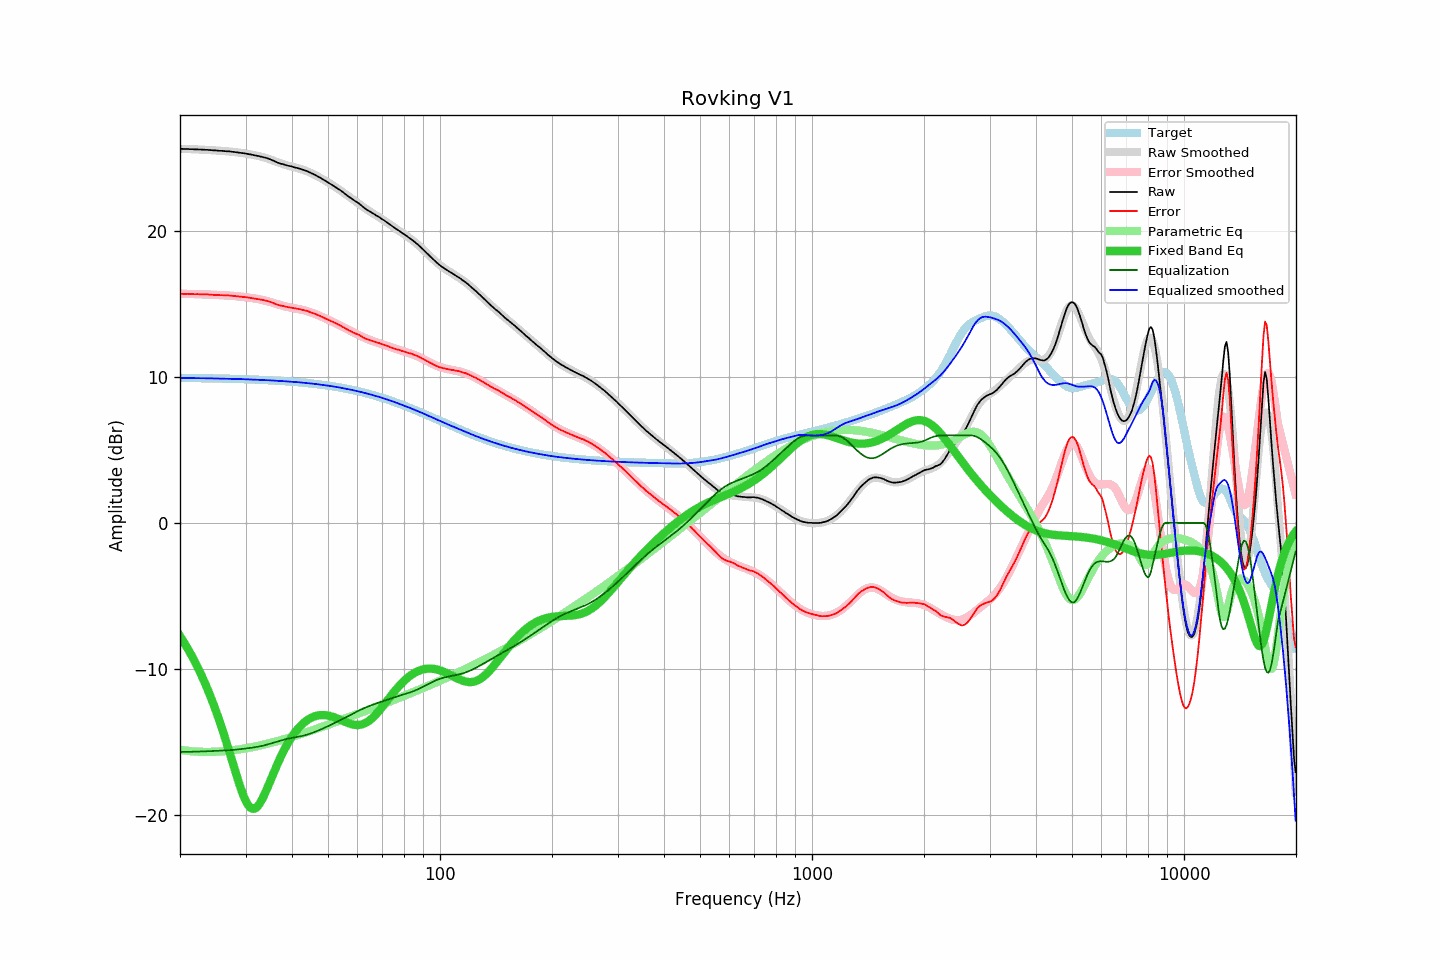 Rovking V1
Amplitude (dBr)
20
10
0
−10
−20
100
1000
10000
Frequency (Hz)
Target
Raw Smoothed
Error Smoothed
Raw
Error
Parametric Eq
Fixed Band Eq
Equalization
Equalized smoothed